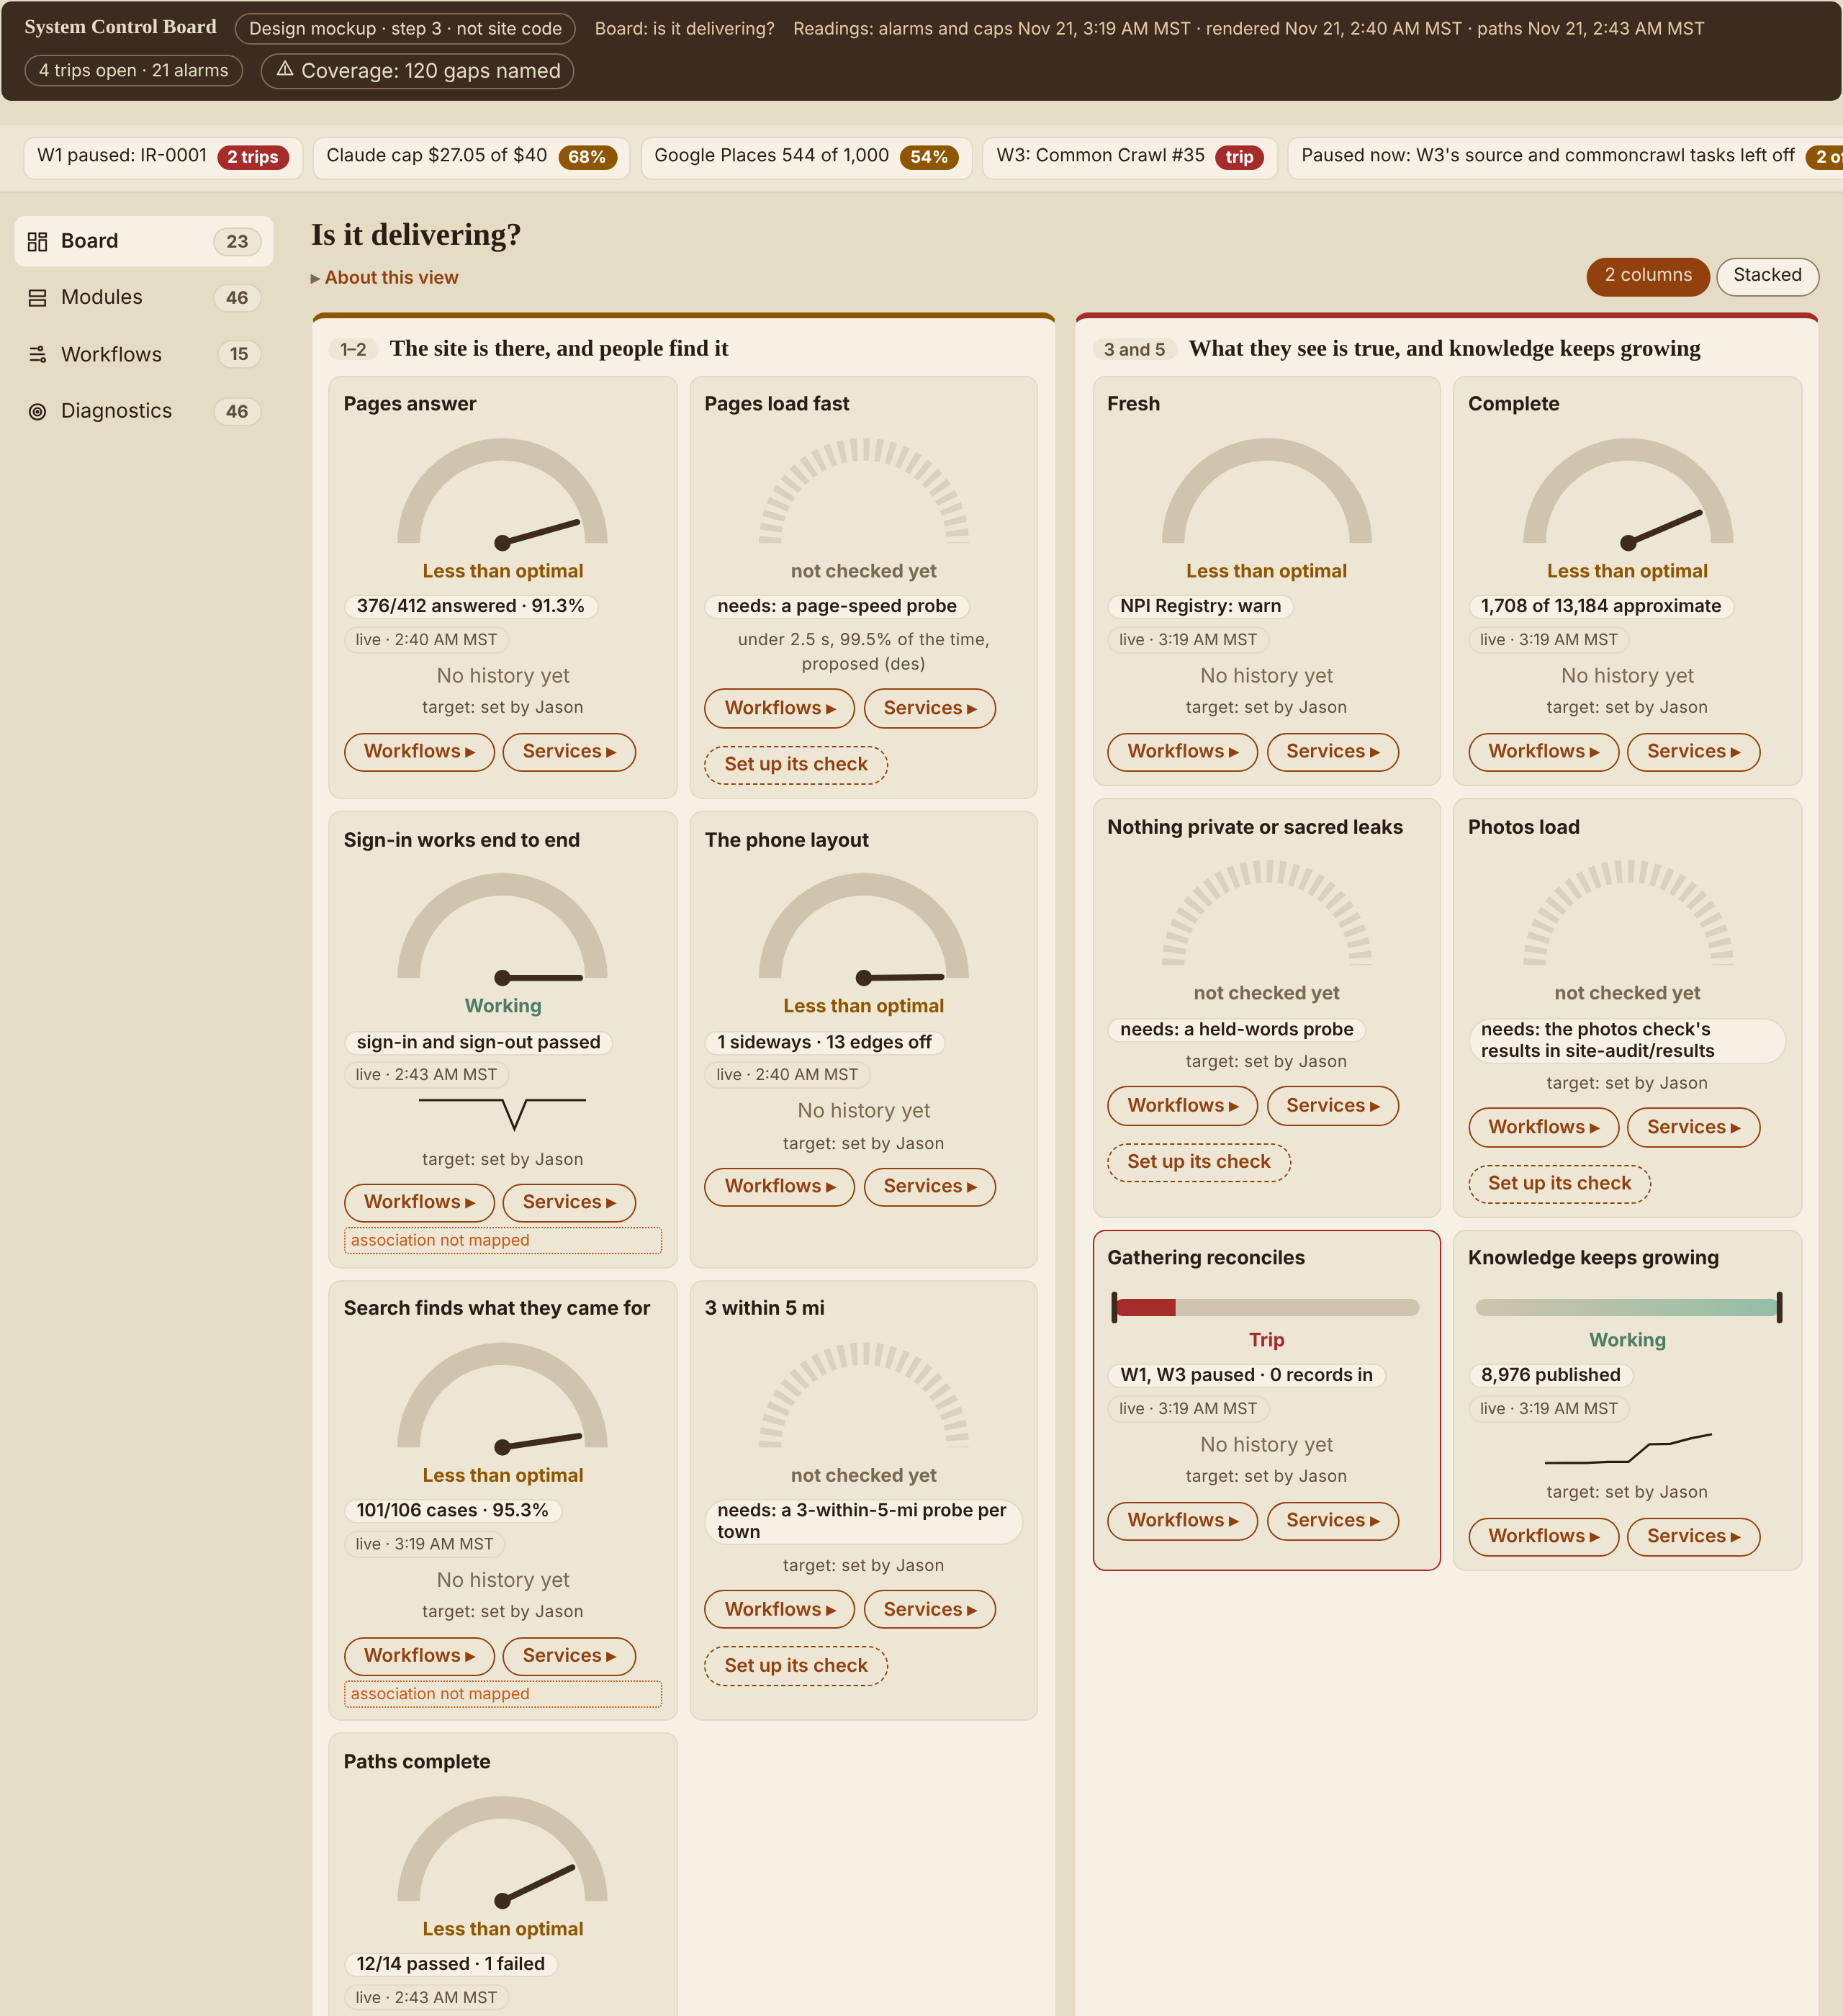 System Control Board
Design mockup · step 3 · not site code
Board: is it delivering?
Readings: alarms and caps Nov 21, 3:19 AM MST · rendered Nov 21, 2:40 AM MST · paths Nov 21, 2:43 AM MST
4 trips open · 21 alarms
Coverage: 120 gaps named
W1 paused: IR-0001 2 trips
Claude cap $27.05 of $40 68%
Google Places 544 of 1,000 54%
W3: Common Crawl #35 trip
Paused now: W3's source and commoncrawl tasks left off
Board 23
Modules 46
Workflows 15
Diagnostics 46
Is it delivering?
▸ About this view
2 columns
Stacked
1–2 The site is there, and people find it
Pages answer
Less than optimal
376/412 answered · 91.3%
live · 2:40 AM MST
No history yet
target: set by Jason
Workflows ▸
Services ▸
Pages load fast
not checked yet
needs: a page-speed probe
under 2.5 s, 99.5% of the time,
proposed (des)
Workflows ▸
Services ▸
Set up its check
Sign-in works end to end
Working
sign-in and sign-out passed
live · 2:43 AM MST
target: set by Jason
Workflows ▸
Services ▸
association not mapped
The phone layout
Less than optimal
1 sideways · 13 edges off
live · 2:40 AM MST
No history yet
target: set by Jason
Workflows ▸
Services ▸
Search finds what they came for
Less than optimal
101/106 cases · 95.3%
live · 3:19 AM MST
No history yet
target: set by Jason
Workflows ▸
Services ▸
association not mapped
3 within 5 mi
not checked yet
needs: a 3-within-5-mi probe per
town
target: set by Jason
Workflows ▸
Services ▸
Set up its check
Paths complete
Less than optimal
12/14 passed · 1 failed
live · 2:43 AM MST
3 and 5 What they see is true, and knowledge keeps growing
Fresh
Less than optimal
NPI Registry: warn
live · 3:19 AM MST
No history yet
target: set by Jason
Workflows ▸
Services ▸
Complete
Less than optimal
1,708 of 13,184 approximate
live · 3:19 AM MST
No history yet
target: set by Jason
Workflows ▸
Services ▸
Nothing private or sacred leaks
not checked yet
needs: a held-words probe
target: set by Jason
Workflows ▸
Services ▸
Set up its check
Photos load
not checked yet
needs: the photos check's
results in site-audit/results
target: set by Jason
Workflows ▸
Services ▸
Set up its check
Gathering reconciles
Trip
W1, W3 paused · 0 records in
live · 3:19 AM MST
No history yet
target: set by Jason
Workflows ▸
Services ▸
Knowledge keeps growing
Working
8,976 published
live · 3:19 AM MST
target: set by Jason
Workflows ▸
Services ▸